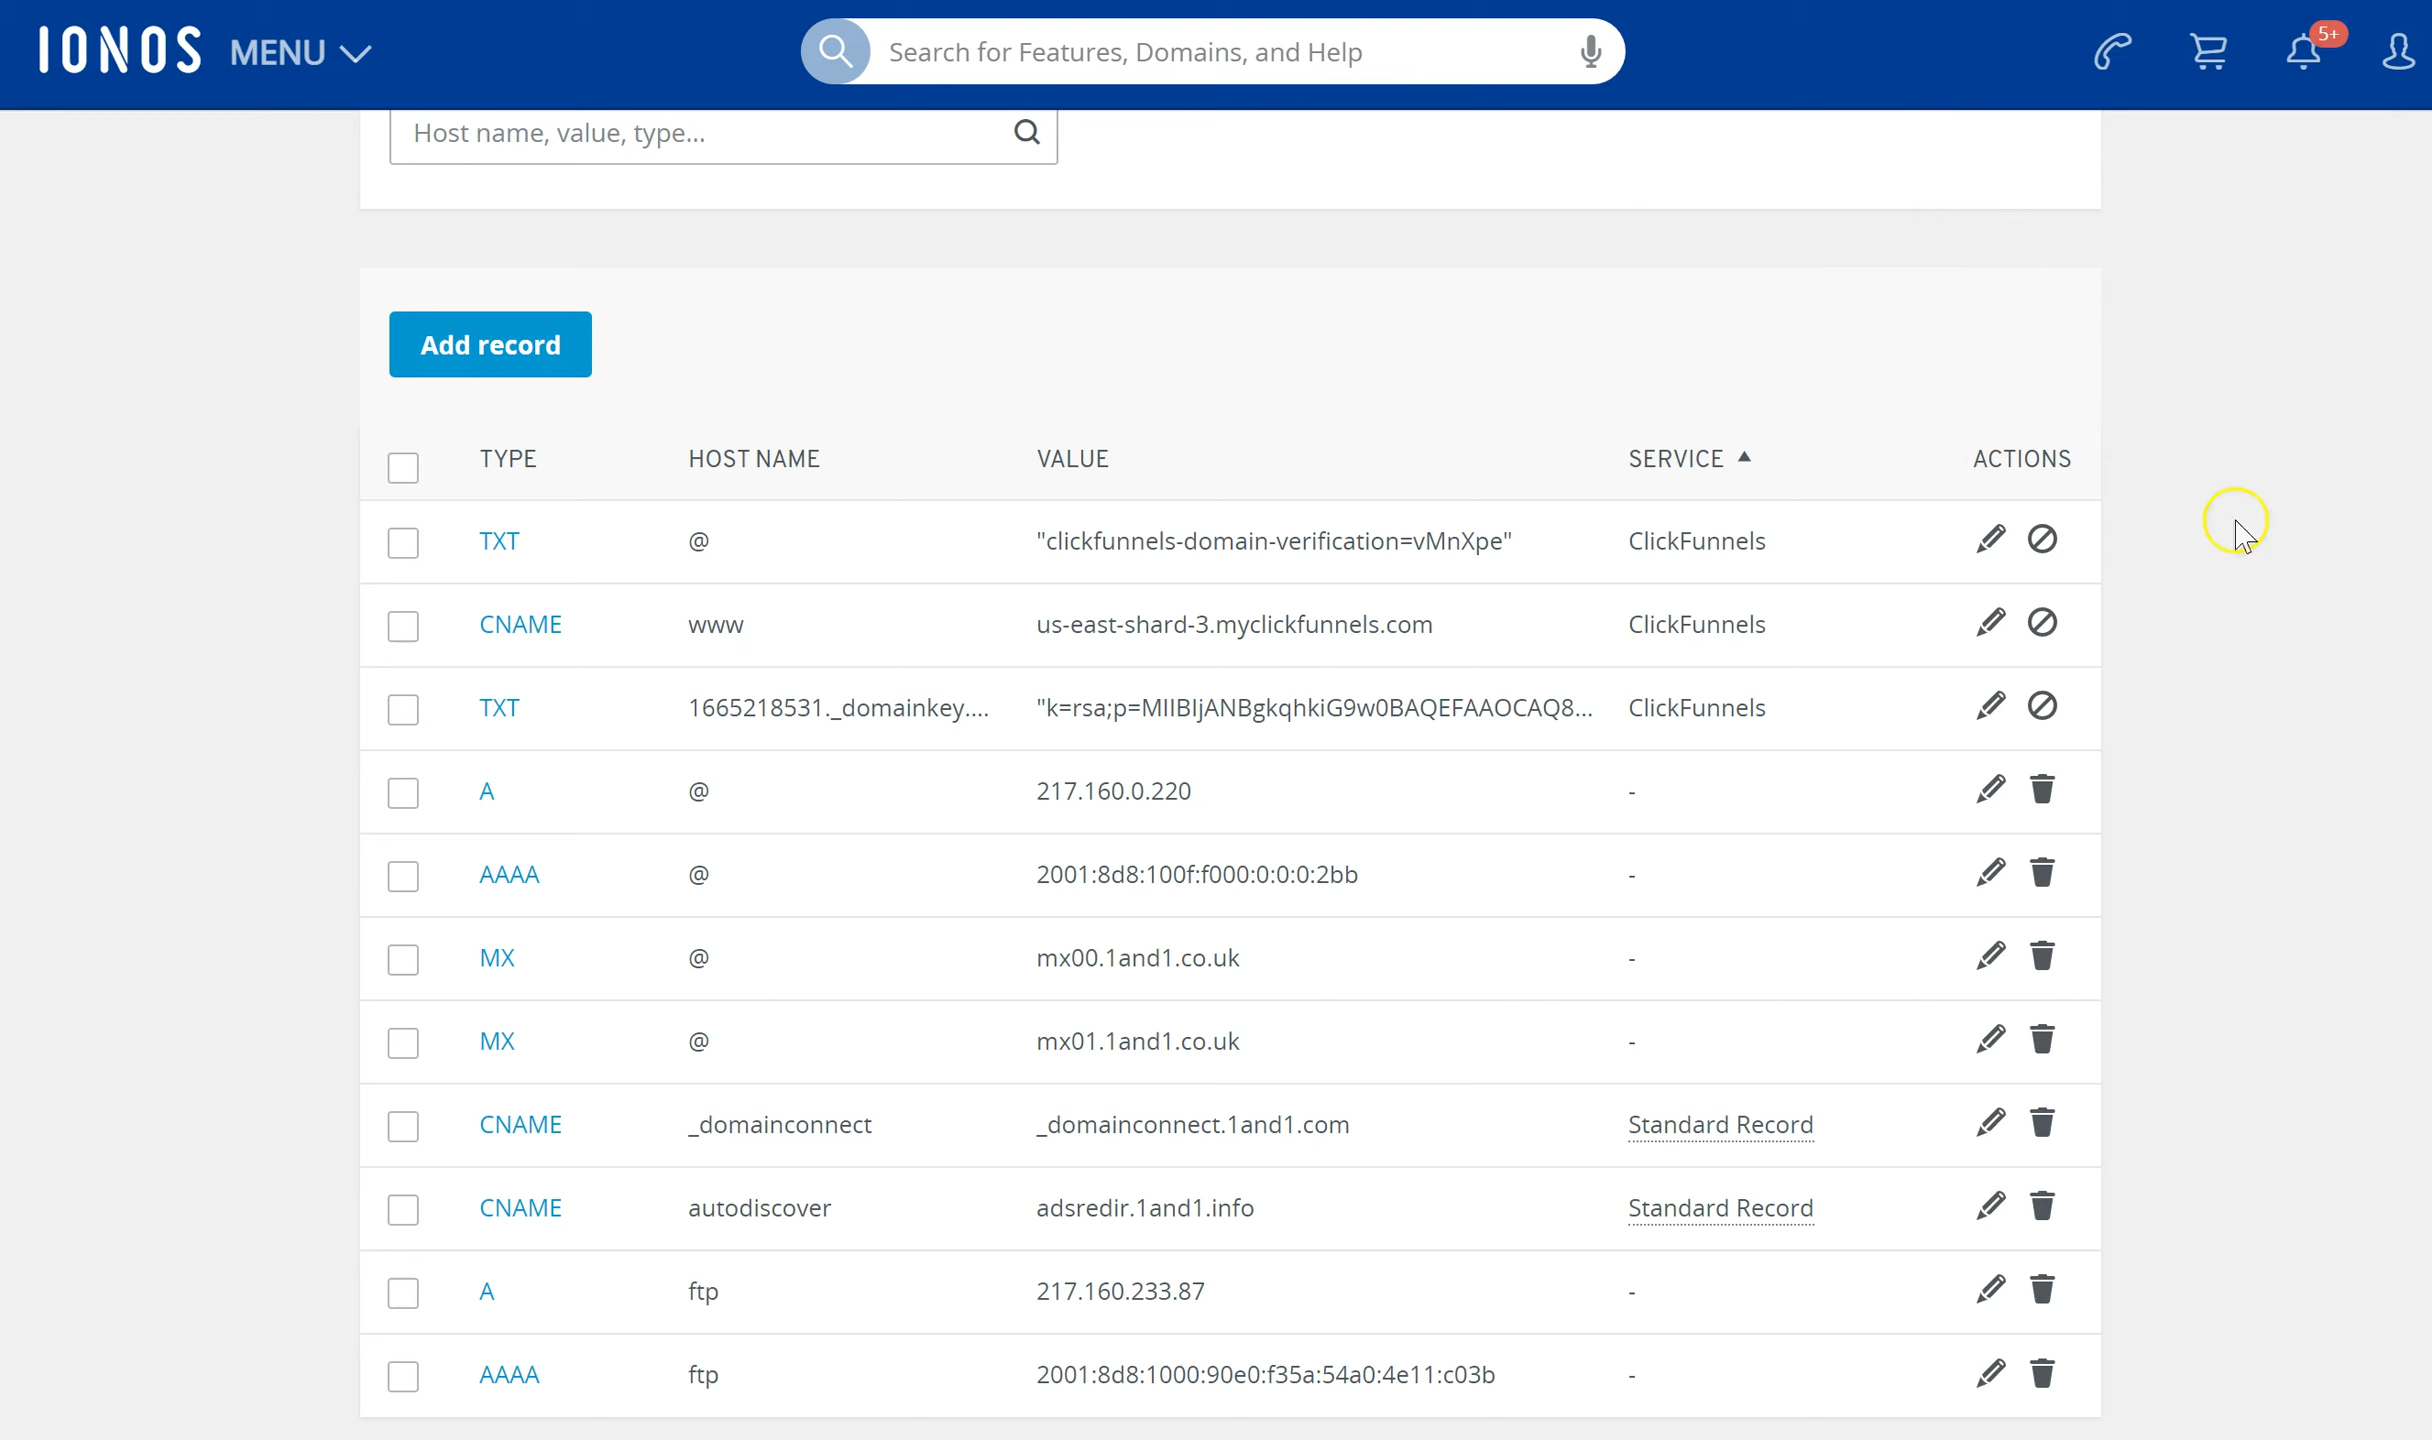 IONOS MENU Search for Features, Domains, and Help 5+
Host name, value, type...
Add record
TYPE HOST NAME VALUE SERVICE ACTIONS
TXT @ "clickfunnels-domain-verification=vMnXpe" ClickFunnels
CNAME www us-east-shard-3.myclickfunnels.com ClickFunnels
TXT 1665218531._domainkey.... "k=rsa;p=MIIBIjANBgkqhkiG9w0BAQEFAAOCAQ8... ClickFunnels
A @ 217.160.0.220 -
AAAA @ 2001:8d8:100f:f000:0:0:0:2bb -
MX @ mx00.1and1.co.uk -
MX @ mx01.1and1.co.uk -
CNAME _domainconnect _domainconnect.1and1.com Standard Record
CNAME autodiscover adsredir.1and1.info Standard Record
A ftp 217.160.233.87 -
AAAA ftp 2001:8d8:1000:90e0:f35a:54a0:4e11:c03b -